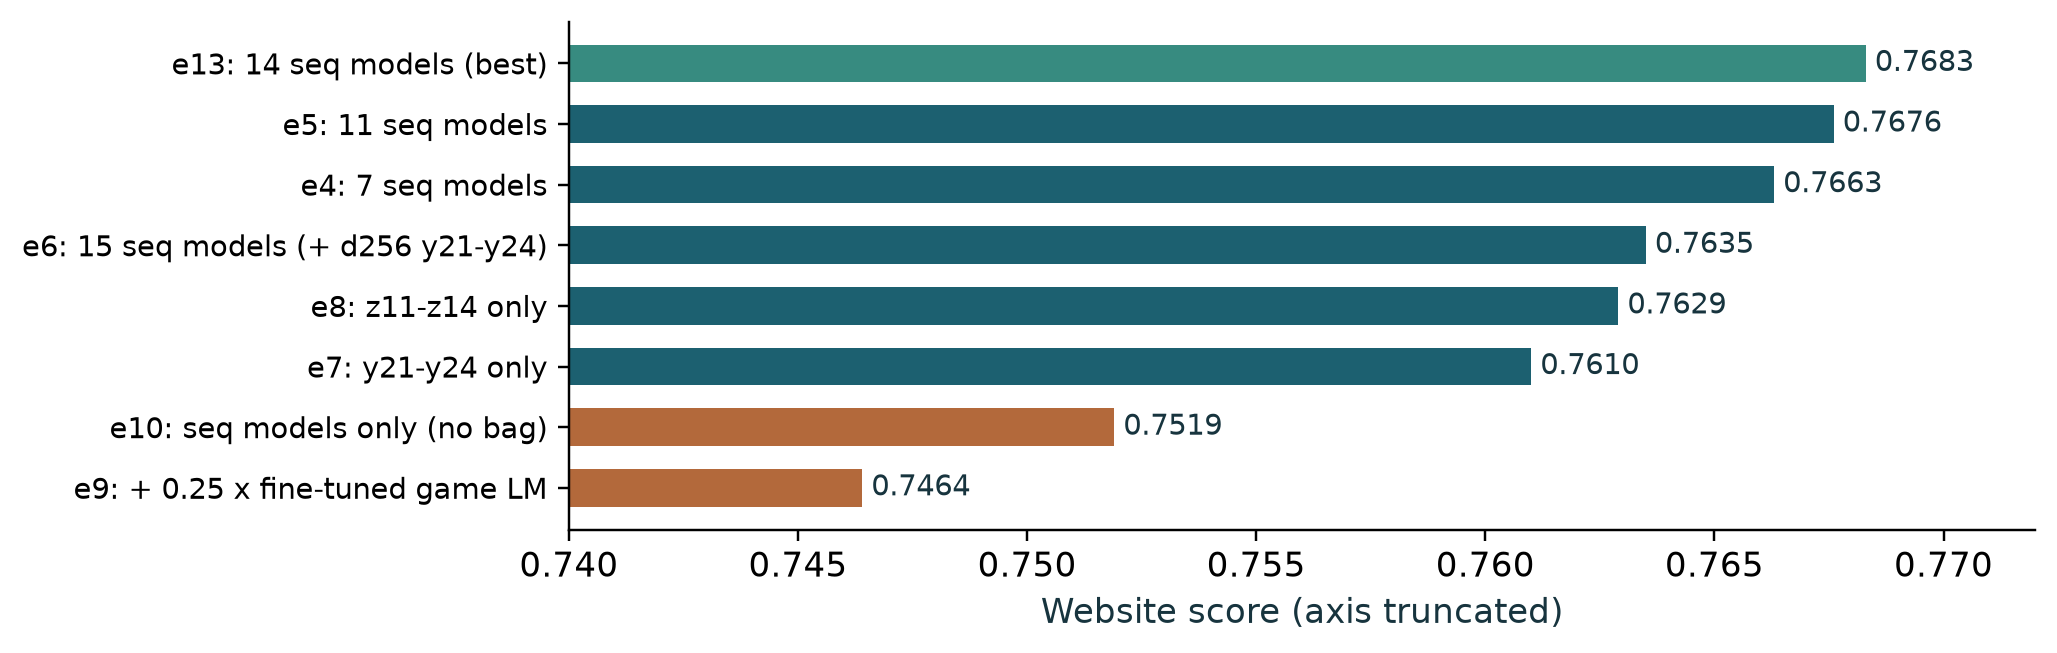 e13: 14 seq models (best) 0.7683
e5: 11 seq models 0.7676
e4: 7 seq models 0.7663
e6: 15 seq models (+ d256 y21-y24) 0.7635
e8: z11-z14 only 0.7629
e7: y21-y24 only 0.7610
e10: seq models only (no bag) 0.7519
e9: + 0.25 x fine-tuned game LM 0.7464
0.740 0.745 0.750 0.755 0.760 0.765 0.770
Website score (axis truncated)